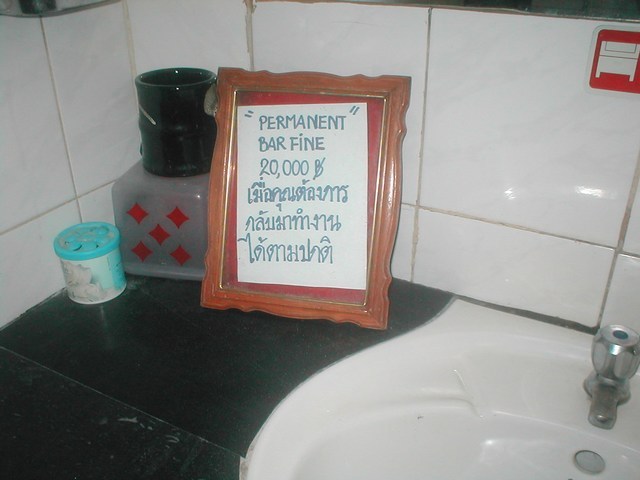 "PERMANENT"
BAR FINE
20,000 ฿
เมื่อคุณต้องการ
กลับมาทำงาน
ได้ตามปกติ